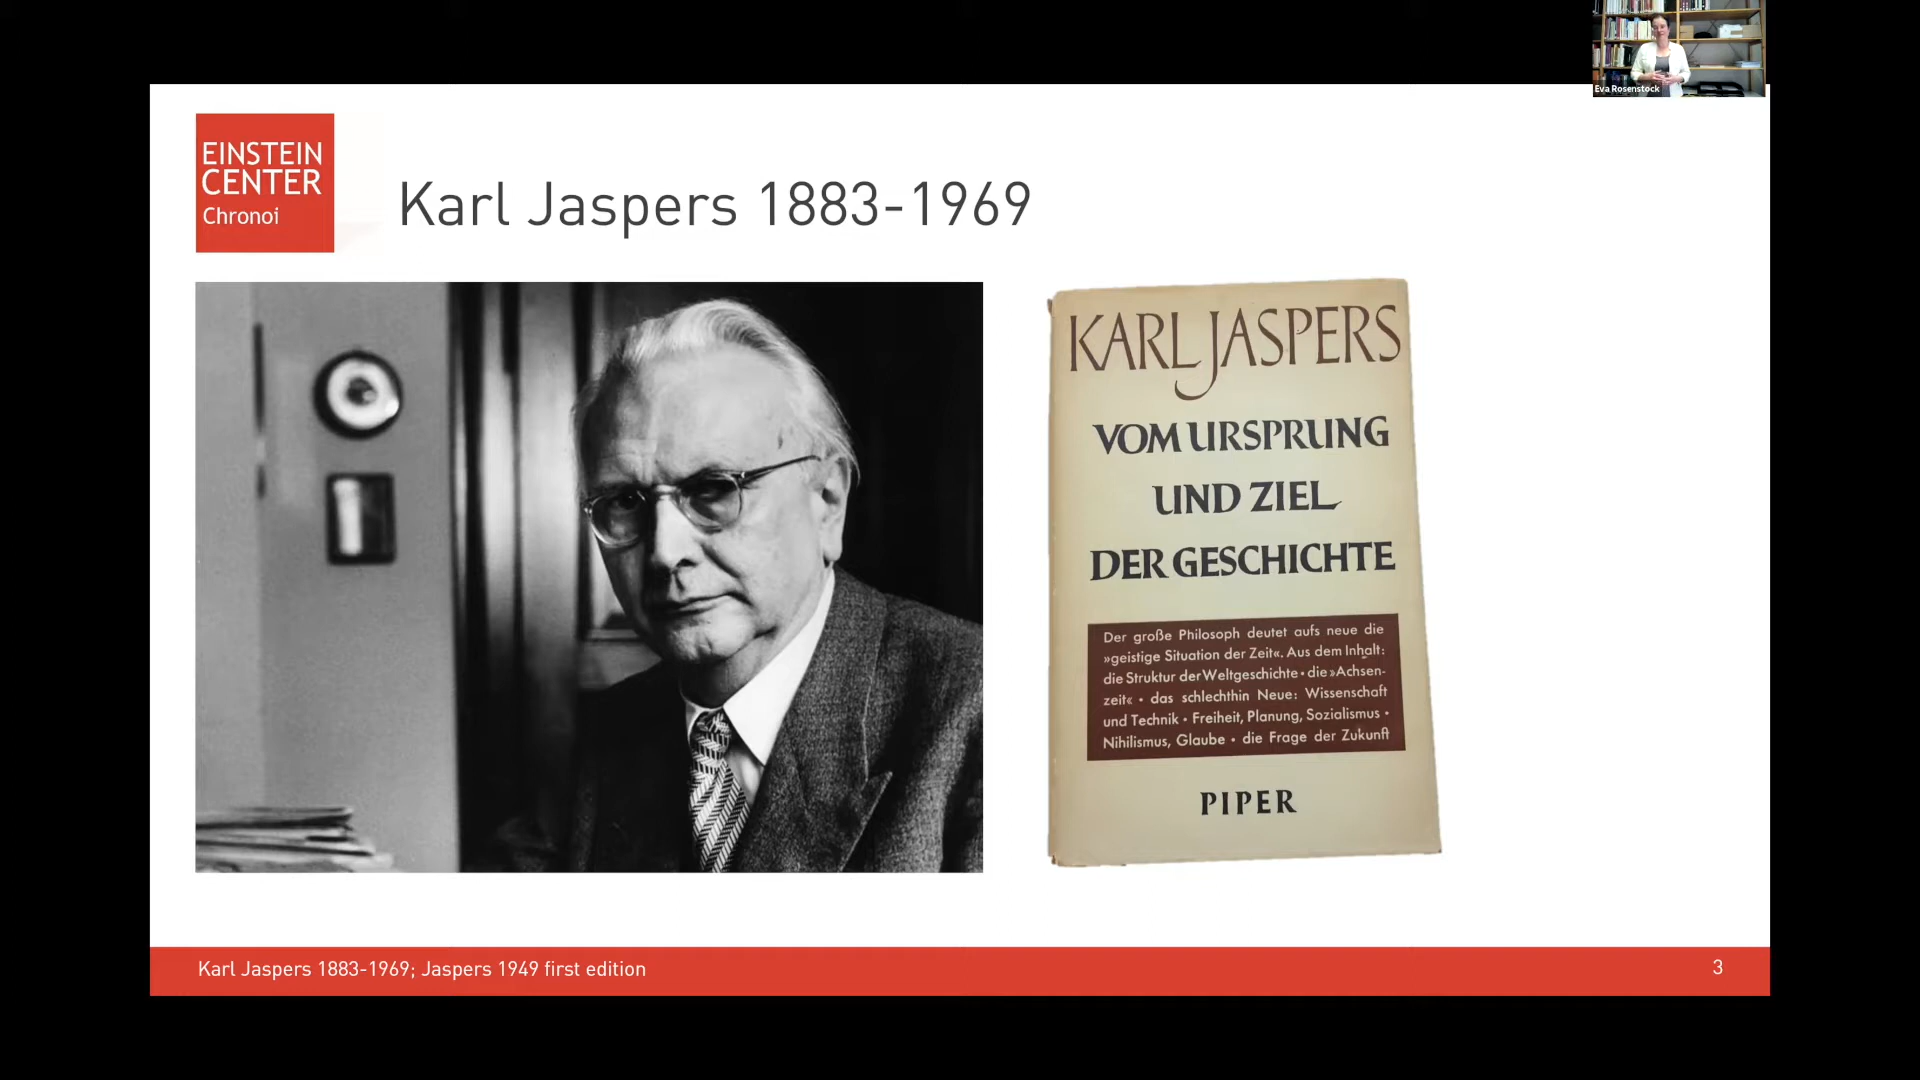 Eva Rosenstock
EINSTEIN
CENTER
Chronoi
Karl Jaspers 1883-1969
KARL JASPERS
VOM URSPRUNG
UND ZIEL
DER GESCHICHTE
Der große Philosoph deutet aufs neue die
»geistige Situation der Zeit«. Aus dem Inhalt:
die Struktur der Weltgeschichte • die »Achsen-
zeit« • das schlechthin Neue: Wissenschaft
und Technik • Freiheit, Planung, Sozialismus •
Nihilismus, Glaube • die Frage der Zukunft
PIPER
Karl Jaspers 1883-1969; Jaspers 1949 first edition
3